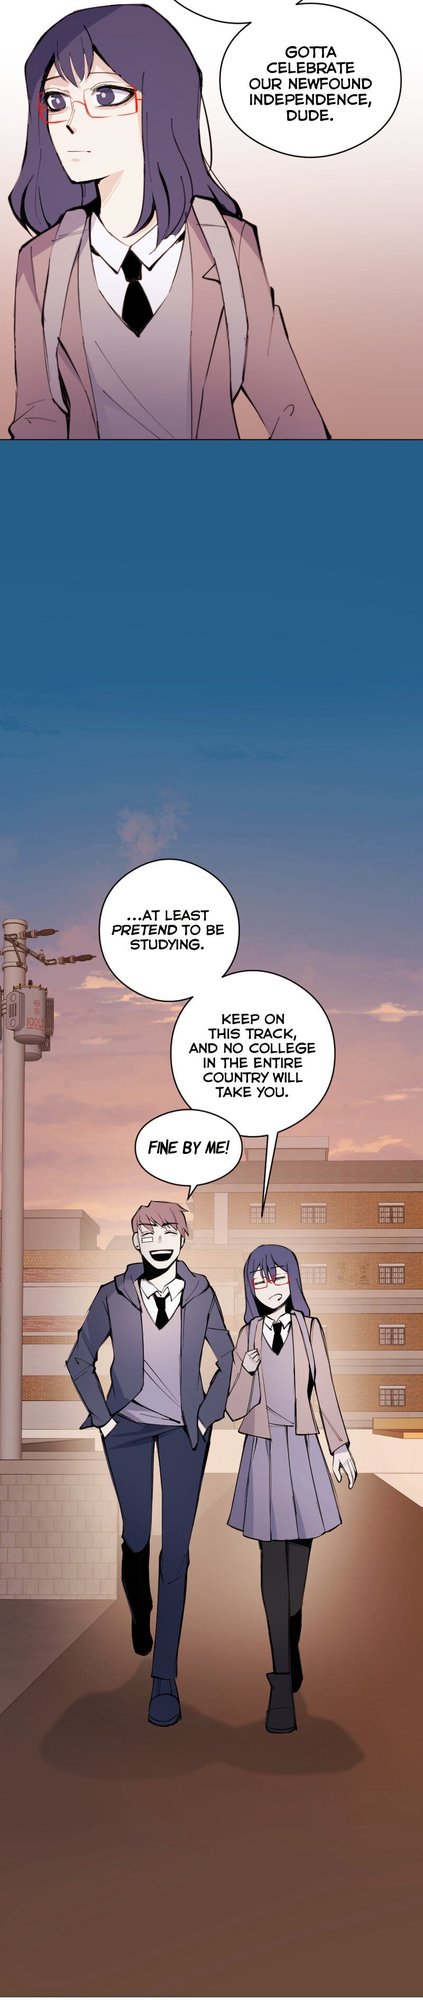 GOTTA
CELEBRATE
OUR NEWFOUND
INDEPENDENCE,
DUDE.
...AT LEAST
PRETEND TO BE
STUDYING.
KEEP ON
THIS TRACK,
AND NO COLLEGE
IN THE ENTIRE
COUNTRY WILL
TAKE YOU.
FINE BY ME!